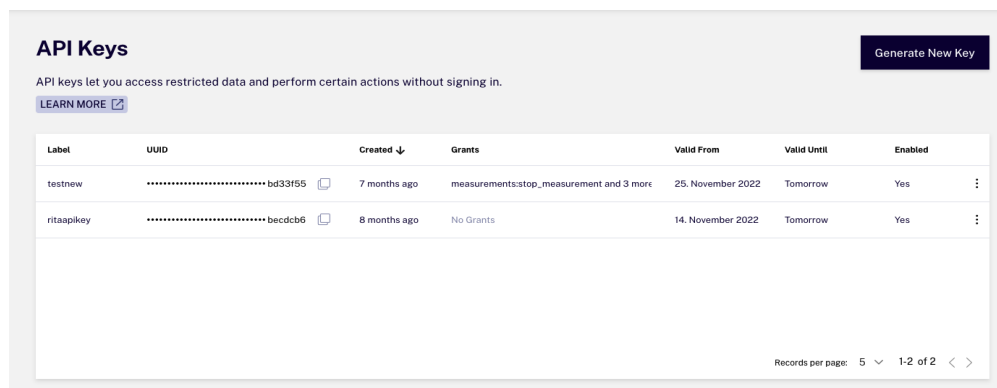 API Keys
Generate New Key
API keys let you access restricted data and perform certain actions without signing in.
LEARN MORE
Label UUID Created Grants Valid From Valid Until Enabled
testnew ••••••••••••••••••••••••••••• bd33f55 7 months ago measurements:stop_measurement and 3 more 25. November 2022 Tomorrow Yes
ritaapikey ••••••••••••••••••••••••••••• becdcb6 8 months ago No Grants 14. November 2022 Tomorrow Yes
Records per page: 5 1-2 of 2